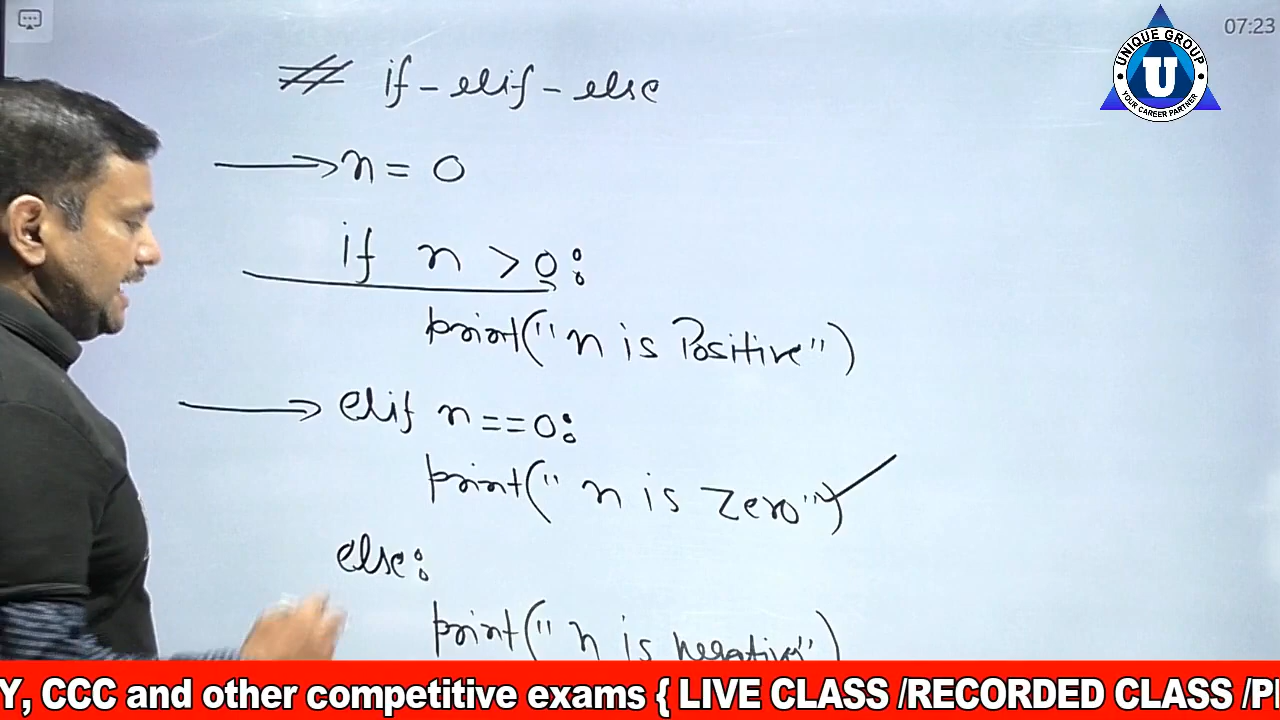 07:23
UNIQUE GROUP
U
YOUR CAREER PARTNER
# if - elif - else
n = 0
if n > 0:
print("n is Positive")
elif n == 0:
print("n is Zero")
else:
print("n is negative")
Y, CCC and other competitive exams { LIVE CLASS /RECORDED CLASS /P